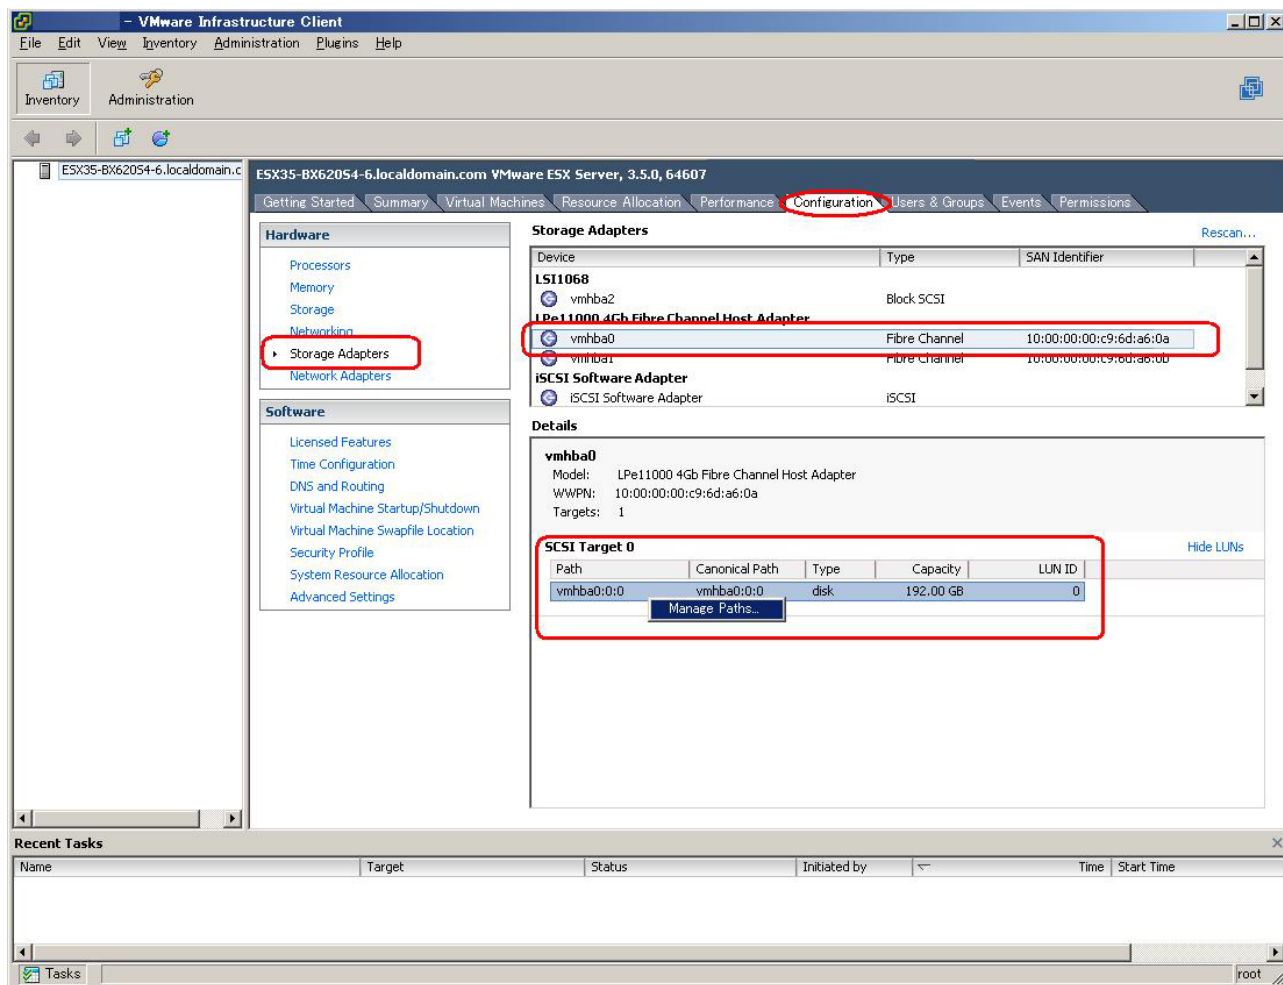 - VMware Infrastructure Client
File Edit View Inventory Administration Plugins Help
Inventory Administration
ESX35-BX620S4-6.localdomain.c
ESX35-BX620S4-6.localdomain.com VMware ESX Server, 3.5.0, 64607
Getting Started Summary Virtual Machines Resource Allocation Performance Configuration Users & Groups Events Permissions
Hardware
Processors
Memory
Storage
Networking
Storage Adapters
Network Adapters
Software
Licensed Features
Time Configuration
DNS and Routing
Virtual Machine Startup/Shutdown
Virtual Machine Swapfile Location
Security Profile
System Resource Allocation
Advanced Settings
Storage Adapters
Rescan...
Device Type SAN Identifier
LSI1068
vmhba2 Block SCSI
LPe11000 4Gb Fibre Channel Host Adapter
vmhba0 Fibre Channel 10:00:00:00:c9:6d:a6:0a
vmhba1 Fibre Channel 10:00:00:00:c9:6d:a6:0b
iSCSI Software Adapter
iSCSI Software Adapter iSCSI
Details
vmhba0
Model: LPe11000 4Gb Fibre Channel Host Adapter
WWPN: 10:00:00:00:c9:6d:a6:0a
Targets: 1
SCSI Target 0 Hide LUNs
Path Canonical Path Type Capacity LUN ID
vmhba0:0:0 vmhba0:0:0 disk 192.00 GB 0
Manage Paths...
Recent Tasks
Name Target Status Initiated by Time Start Time
Tasks root